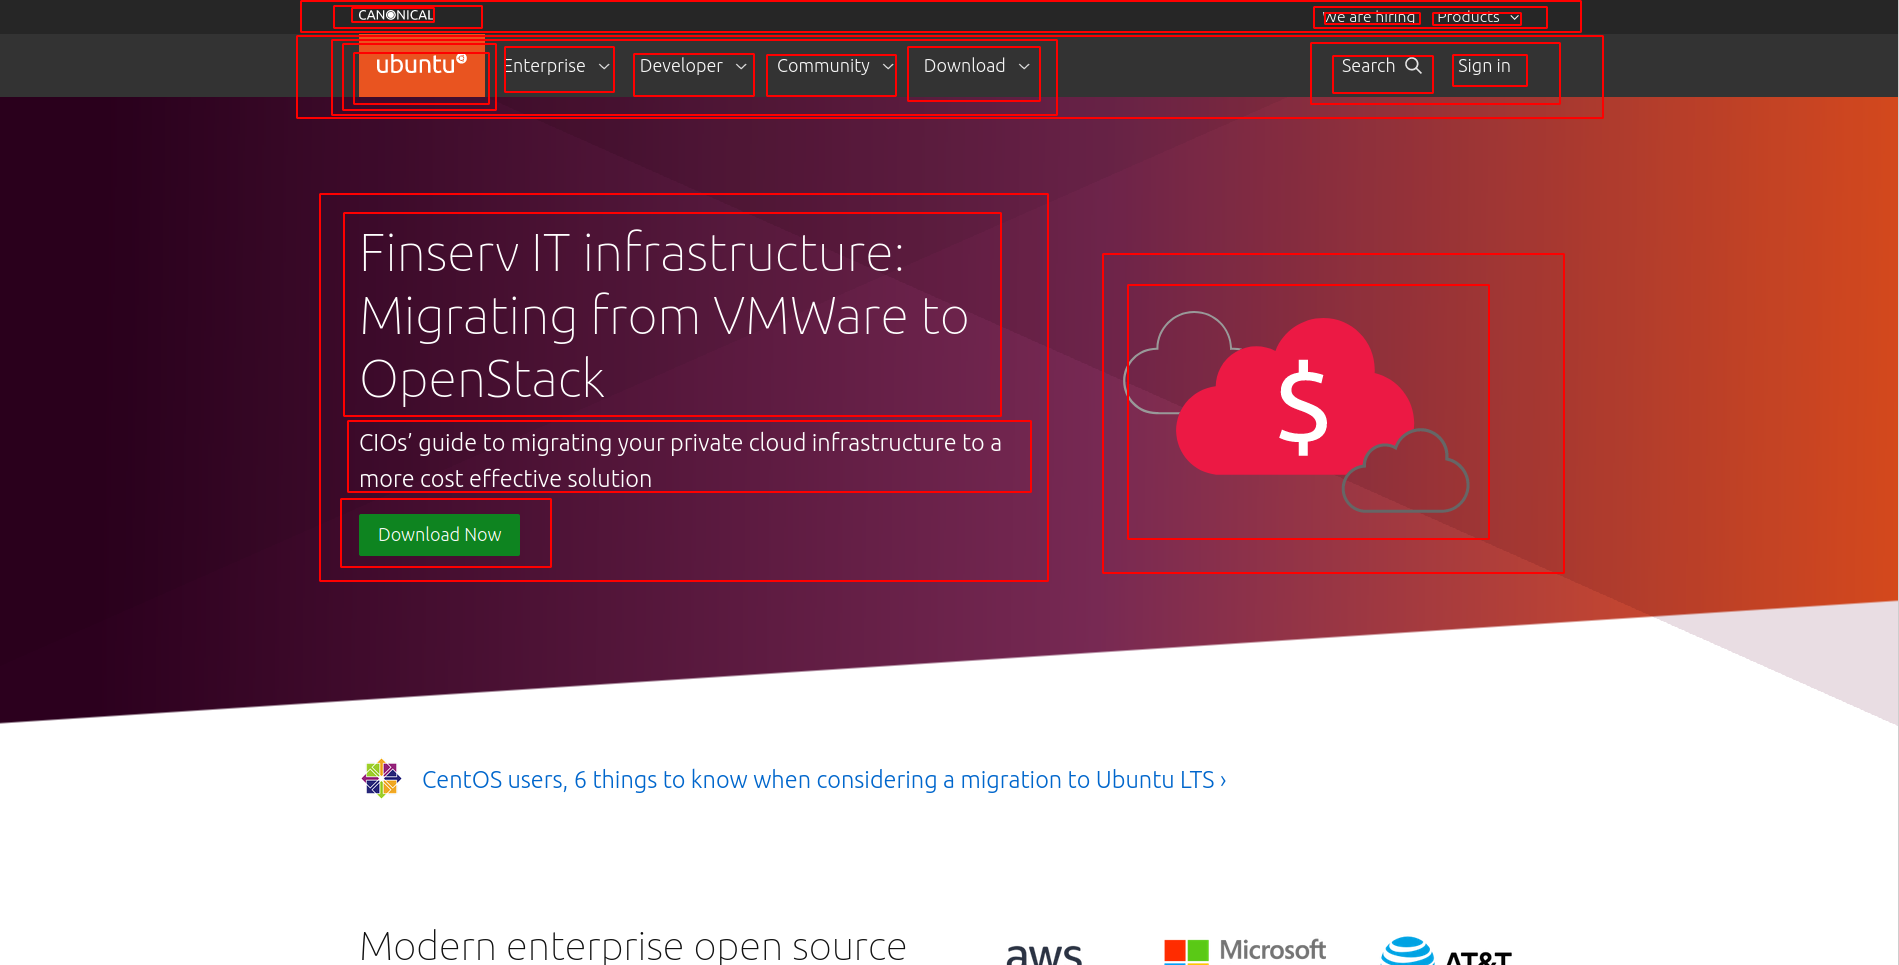 CANONICAL
We are hiring Products
ubuntu Enterprise Developer Community Download Search Sign in
Finserv IT infrastructure:
Migrating from VMWare to
OpenStack
CIOs’ guide to migrating your private cloud infrastructure to a
more cost effective solution
Download Now
$
CentOS users, 6 things to know when considering a migration to Ubuntu LTS ›
Modern enterprise open source
aws Microsoft AT&T